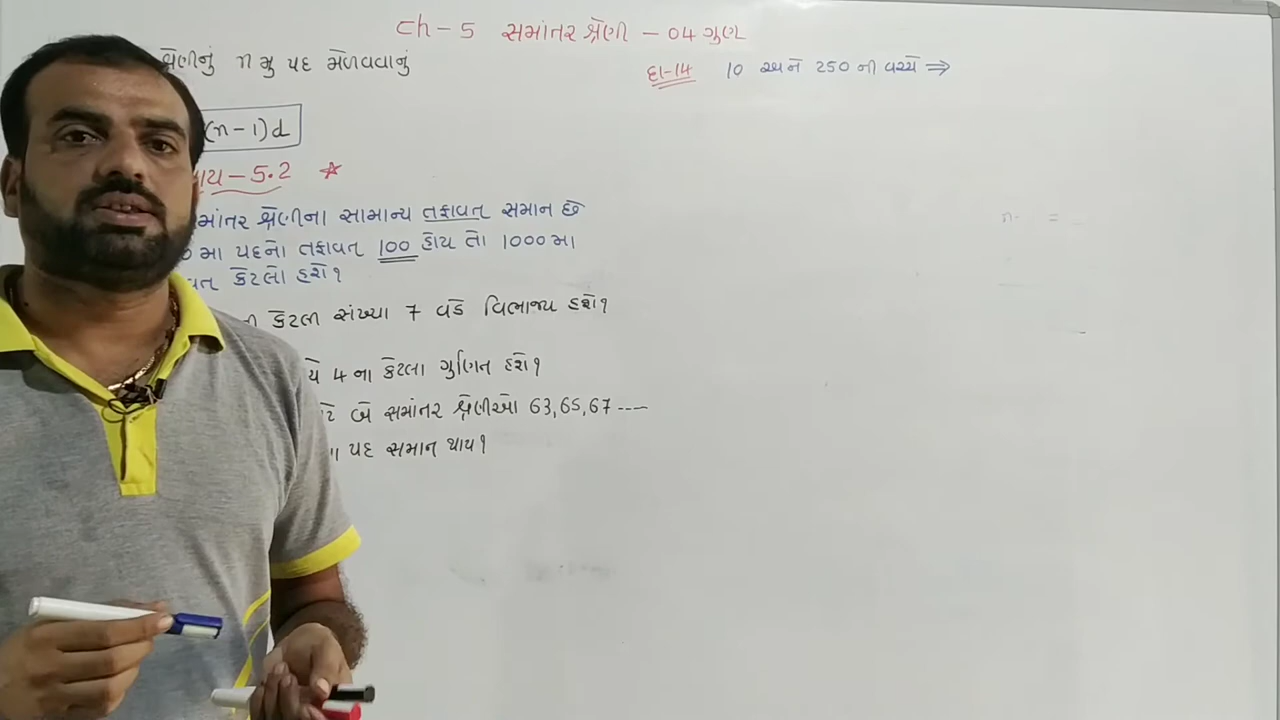 Ch - 5 સમાંતર શ્રેણી - 04 ગુણ
શ્રેણીનું n મુ પદ મેળવવાનું
દા-14 10 અને 250 ની વચ્ચે ⇒
(n - 1)d
- 5.2 ☆
સમાંતર શ્રેણીના સામાન્ય તફાવત સમાન છે
મા પદનો તફાવત 100 હોય તો 1000 મા
કેટલો હશે?
કેટલી સંખ્યા 7 વડે વિભાજ્ય હશે?
4 ના કેટલા ગુણિત હશે?
બે સમાંતર શ્રેણીઓ 63, 65, 67 ----
પદ સમાન થાય?